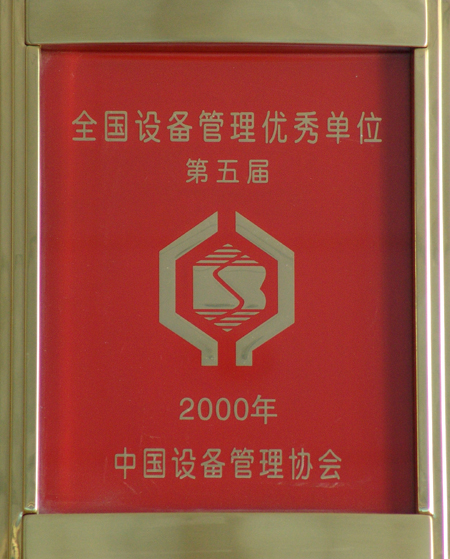 全国设备管理优秀单位
第五届
2000年
中国设备管理协会